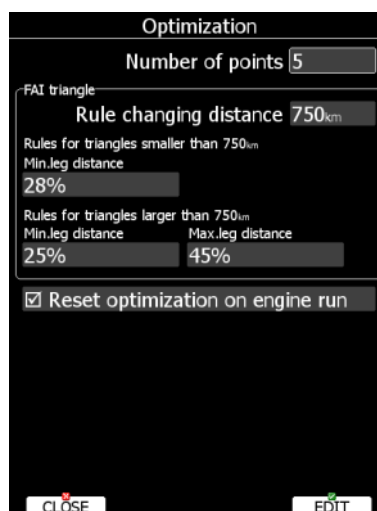 Optimization
Number of points 5
FAI triangle
Rule changing distance 750km
Rules for triangles smaller than 750km
Min.leg distance
28%
Rules for triangles larger than 750km
Min.leg distance Max.leg distance
25% 45%
Reset optimization on engine run
CLOSE EDIT